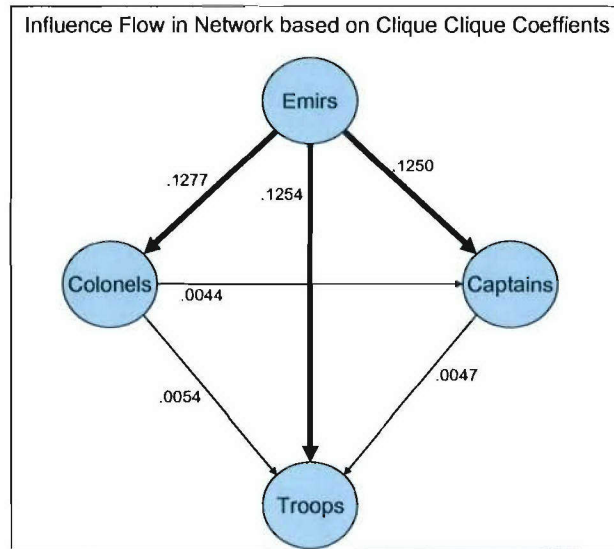 Influence Flow in Network based on Clique Clique Coeffients
Emirs
.1277
.1254
.1250
Colonels
.0044
Captains
.0054
.0047
Troops